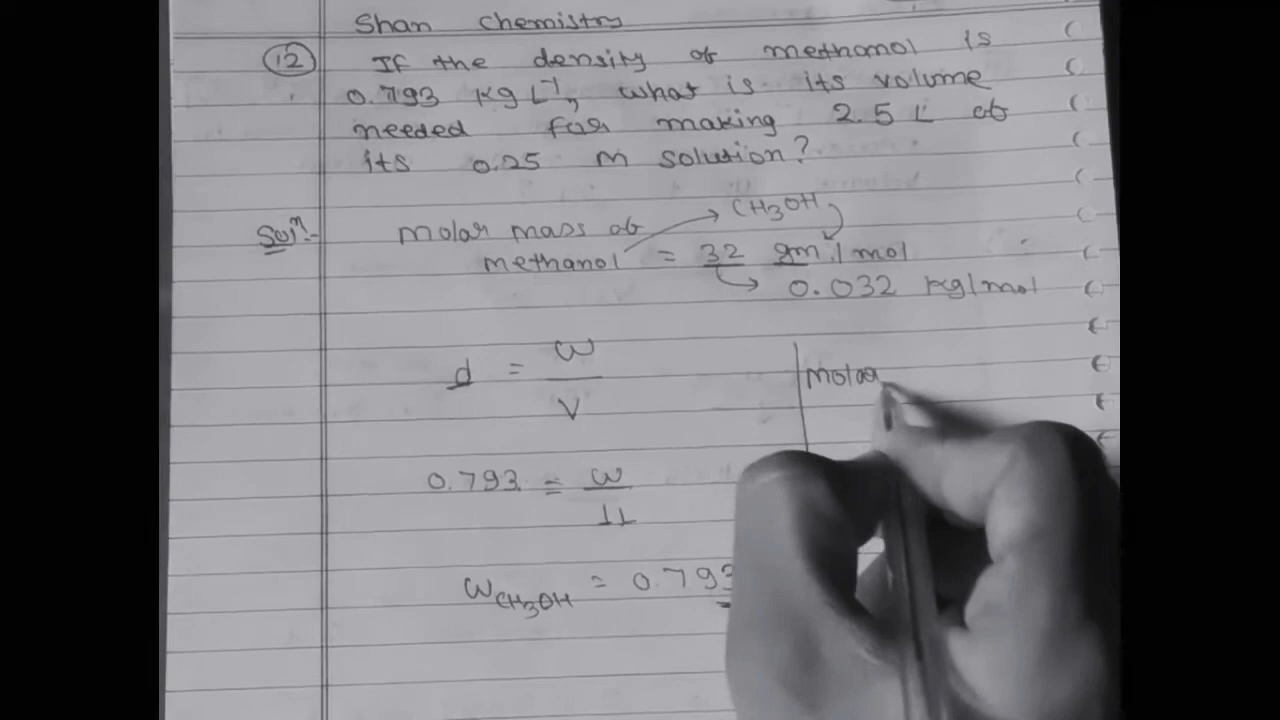 Shan chemistry
12 If the density of methanol is
0.793 kg L⁻¹, what is its volume
needed for making 2.5 L of
its 0.25 M solution?
Solⁿ:- molar mass of → CH3OH
methanol = 32 gm/mol
→ 0.032 kg/mol
d = w/V
molar
0.793 = w/1L
wCH3OH = 0.793